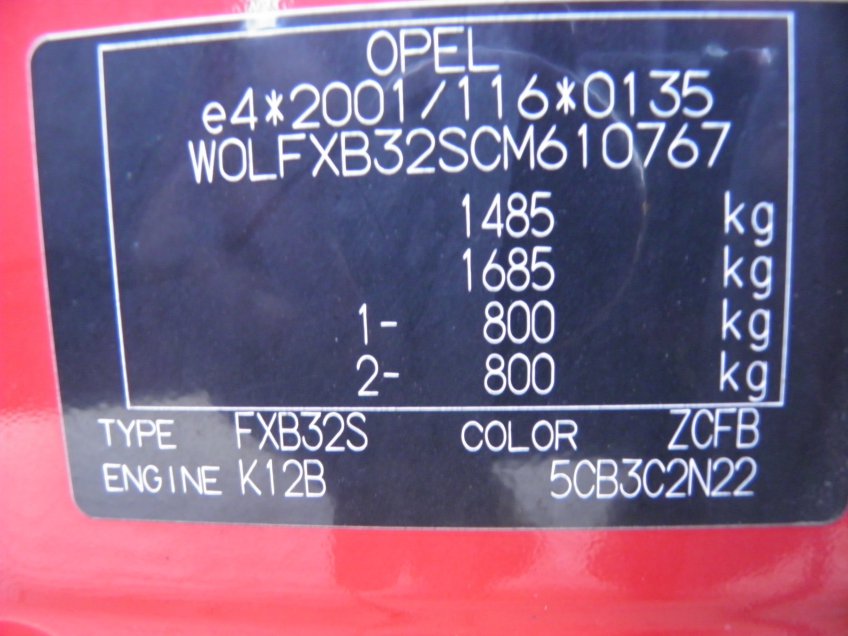 OPEL
e4*2001/116*0135
W0LFXB32SCM610767
1485 kg
1685 kg
1- 800 kg
2- 800 kg
TYPE FXB32S COLOR ZCFB
ENGINE K12B 5CB3C2N22